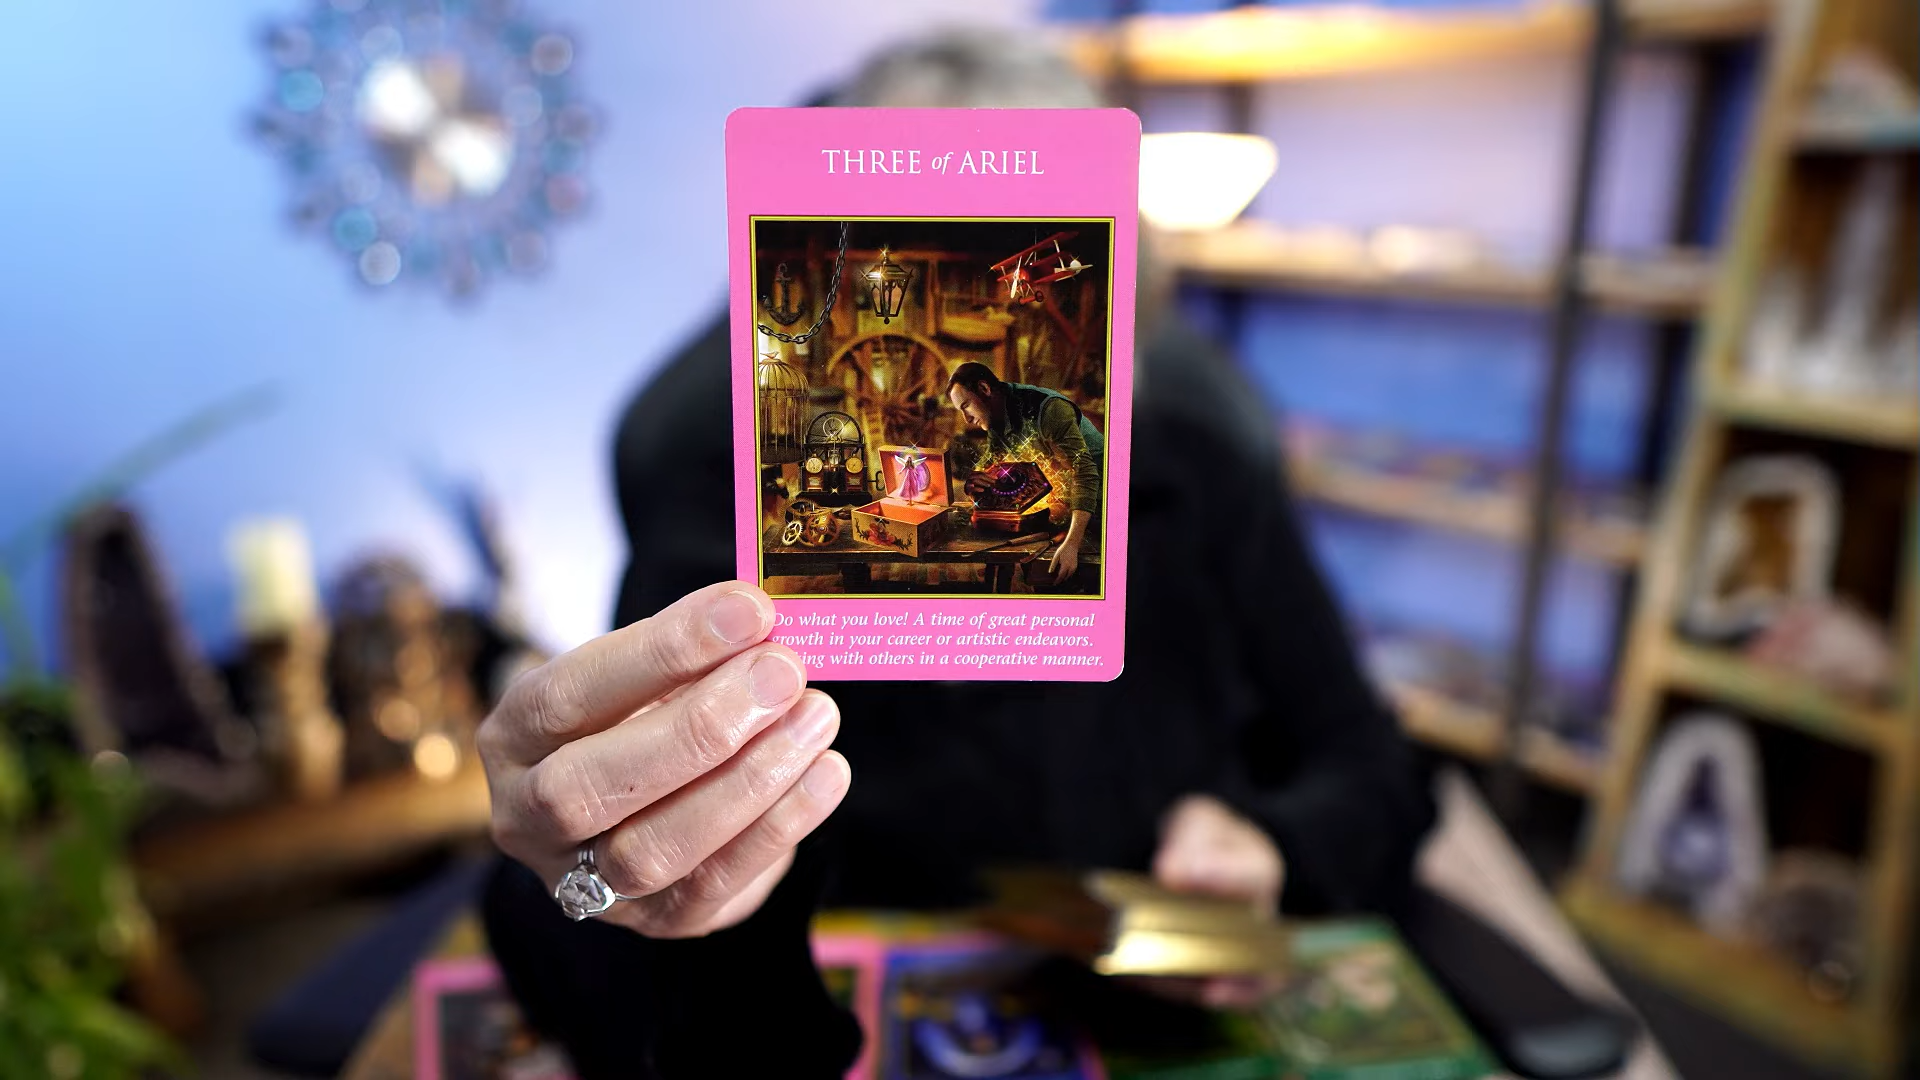 THREE of ARIEL
Do what you love! A time of great personal
growth in your career or artistic endeavors.
with others in a cooperative manner.